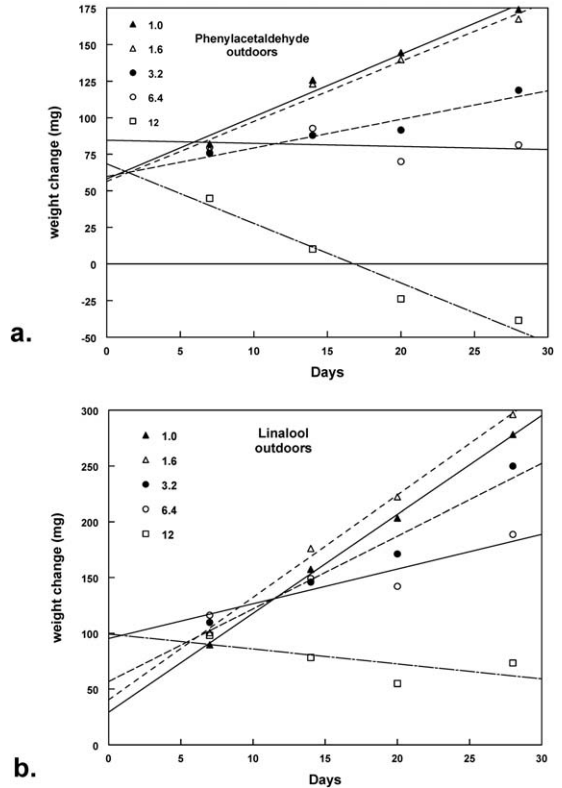 175
150
125
100
75
50
25
0
-25
-50
weight change (mg)
Phenylacetaldehyde
outdoors
1.0
1.6
3.2
6.4
12
0 5 10 15 20 25 30
Days
a.
300
250
200
150
100
50
0
weight change (mg)
Linalool
outdoors
1.0
1.6
3.2
6.4
12
0 5 10 15 20 25 30
Days
b.